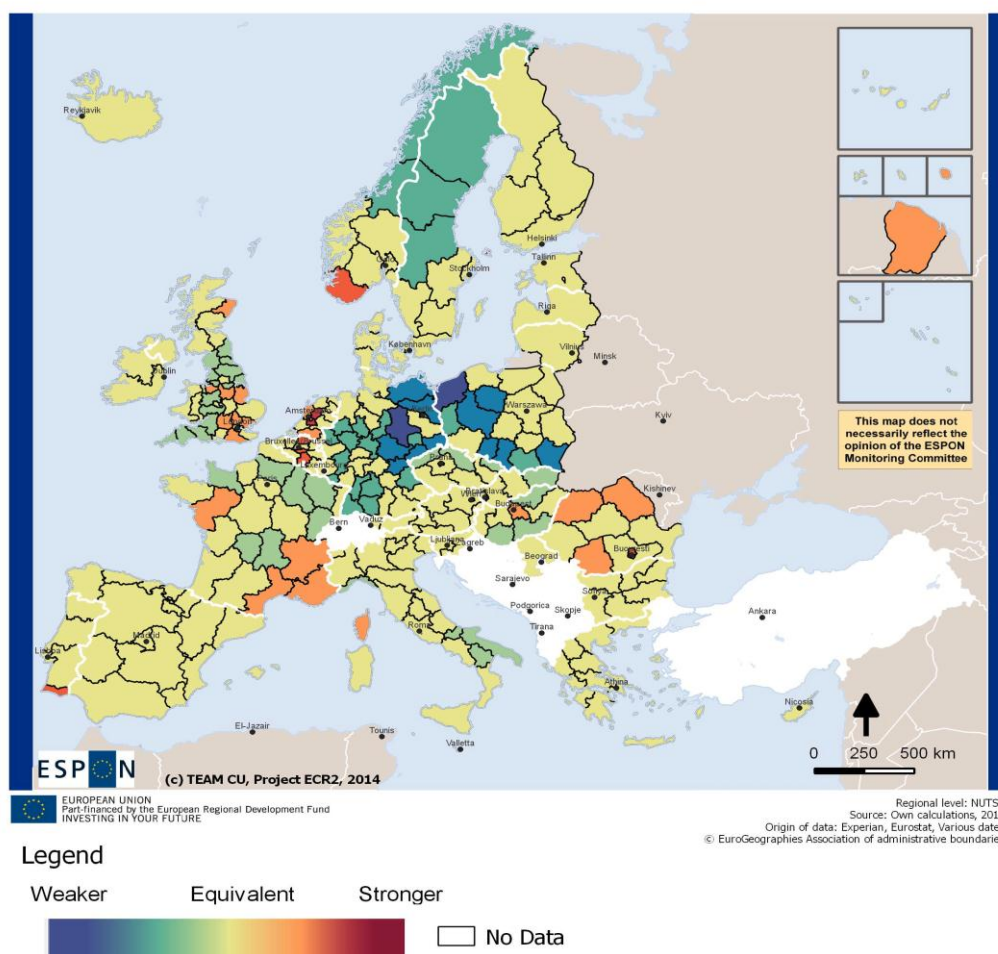 Reykjavik
Helsinki
Tallinn
Stockholm
Riga
København
Vilnius
Minsk
Dublin
Amsterdam
London
Warszawa
Kyiv
Luxembourg
Paris
Kishinev
Bratislava
Budapest
Bern
Vaduz
Ljubljana
Zagreb
Beograd
Bucuresti
Sarajevo
Sofiya
Podgorica
Skopje
Ankara
Tirana
Roma
Madrid
Lisboa
Athina
Nicosia
El-Jazair
Tounis
Valletta
This map does not
necessarily reflect the
opinion of the ESPON
Monitoring Committee
0 250 500 km
ESPON
(c) TEAM CU, Project ECR2, 2014
EUROPEAN UNION
Part-financed by the European Regional Development Fund
INVESTING IN YOUR FUTURE
Regional level: NUTS
Source: Own calculations, 201
Origin of data: Experian, Eurostat, Various date
© EuroGeographies Association of administrative boundarie
Legend
Weaker Equivalent Stronger
No Data